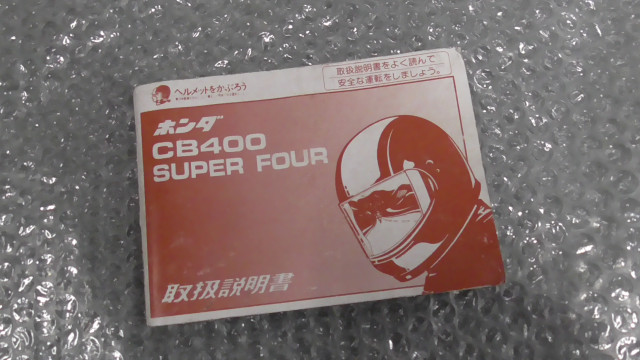 ヘルメットをかぶろう
取扱説明書をよく読んで
安全な運転をしましょう。
ホンダ
CB400
SUPER FOUR
取扱説明書